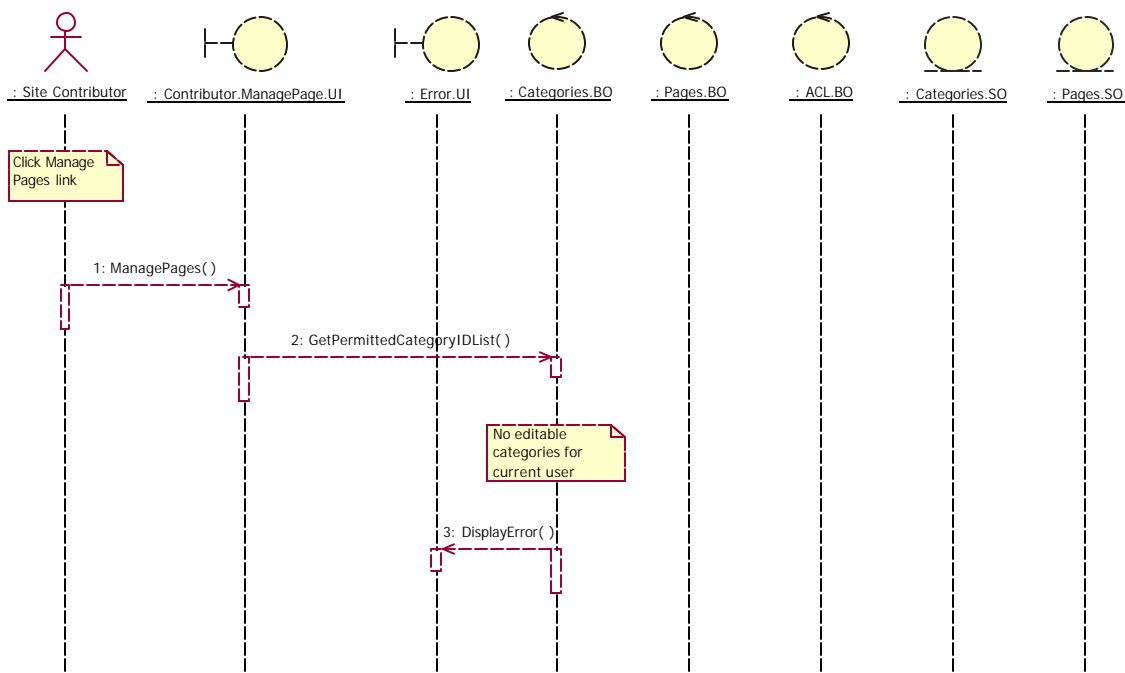 : Site Contributor
: Contributor.ManagePage.UI
: Error.UI
: Categories.BO
: Pages.BO
: ACL.BO
: Categories.SO
: Pages.SO
Click Manage
Pages link
1: ManagePages( )
2: GetPermittedCategoryIDList( )
No editable
categories for
current user
3: DisplayError( )